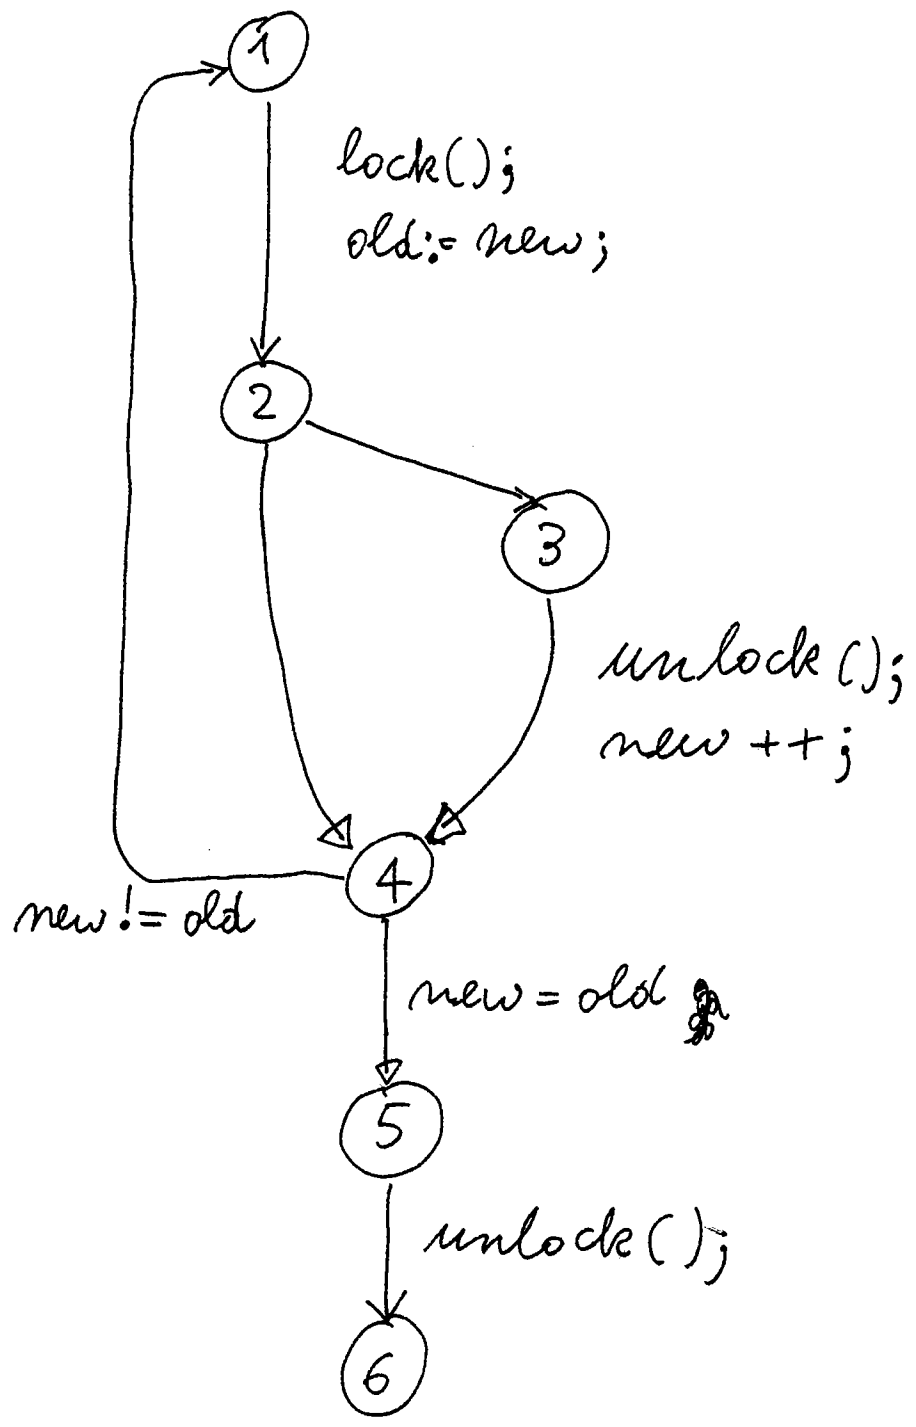 1
lock();
old:= new;
2
3
unlock();
new ++;
4
new != old
new = old
5
unlock();
6